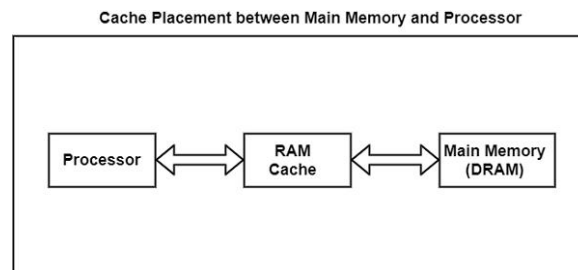 Cache Placement between Main Memory and Processor
Processor
RAM
Cache
Main Memory
(DRAM)